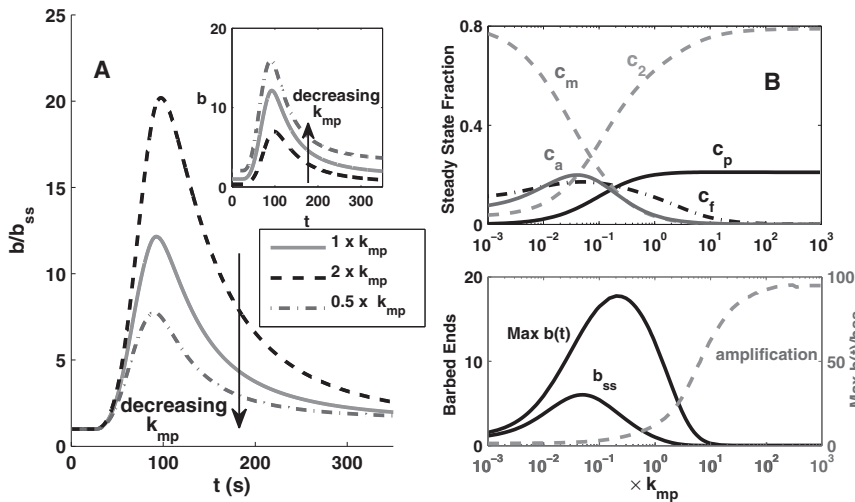 A
b/b_ss
25
20
15
10
5
0
0 100 200 300
t (s)
decreasing
k_mp
b
20
10
0
0 100 200 300
t
decreasing
k_mp
1 x k_mp
2 x k_mp
0.5 x k_mp
B
Steady State Fraction
0.8
0.4
0
c_m
c_2
c_a
c_p
c_f
10^-3 10^-2 10^-1 10^0 10^1 10^2 10^3
Barbed Ends
20
10
0
Max b(t)
b_ss
amplification
100
50
0
Max b(t)/bss
10^-3 10^-2 10^-1 10^0 10^1 10^2 10^3
× k_mp